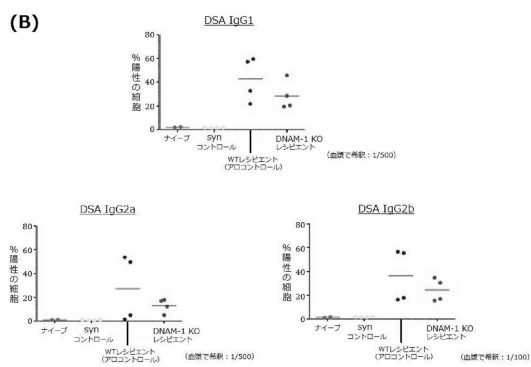 (B)
DSA IgG1
%陽性の細胞
80
60
40
20
0
ナイーブ
syn
コントロール
WTレシピエント
(アロコントロール)
DNAM-1 KO
レシピエント
(血清で希釈:1/500)
DSA IgG2a
%陽性の細胞
80
60
40
20
0
ナイーブ
syn
コントロール
WTレシピエント
(アロコントロール)
DNAM-1 KO
レシピエント
(血清で希釈:1/500)
DSA IgG2b
%陽性の細胞
80
60
40
20
0
ナイーブ
syn
コントロール
WTレシピエント
(アロコントロール)
DNAM-1 KO
レシピエント
(血清で希釈:1/100)